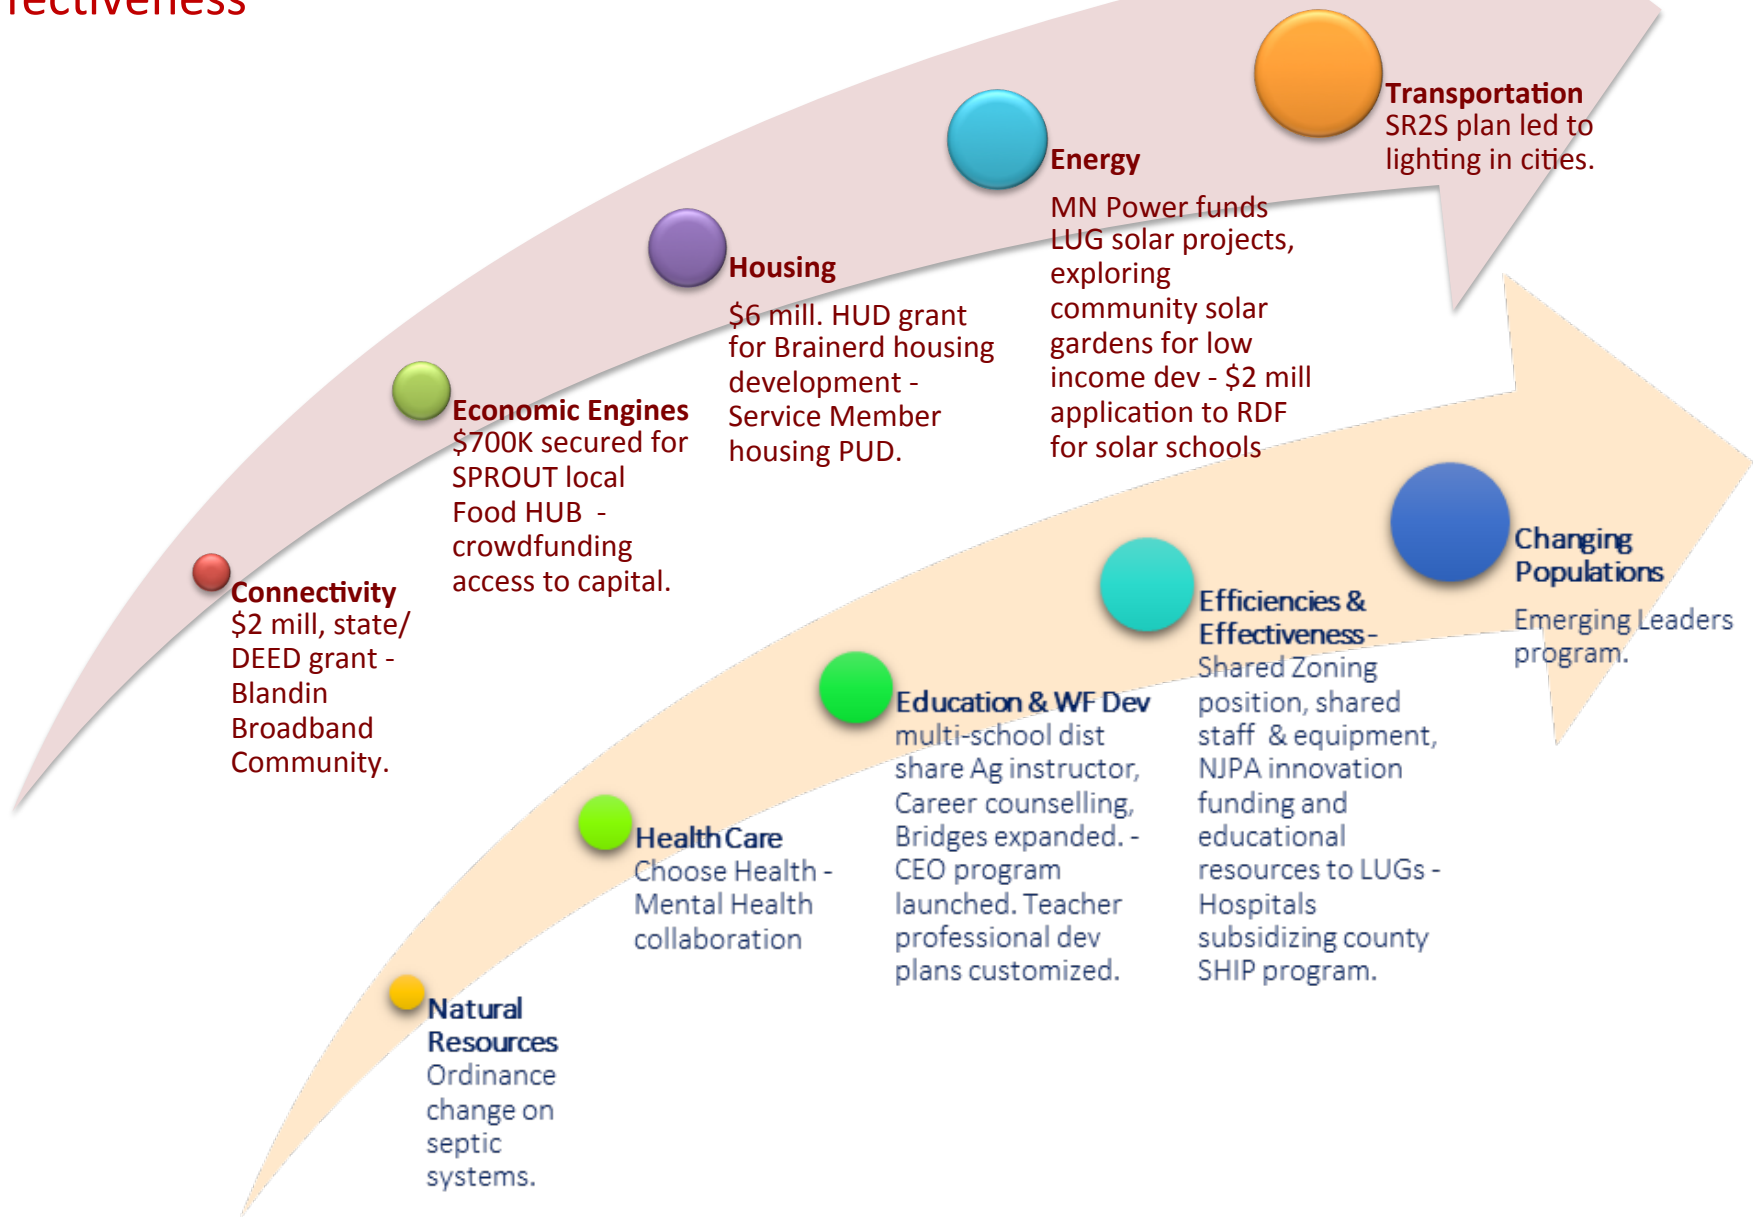 fectiveness
Transportation
SR2S plan led to
lighting in cities.
Energy
MN Power funds
LUG solar projects,
exploring
community solar
gardens for low
income dev - $2 mill
application to RDF
for solar schools
Housing
$6 mill. HUD grant
for Brainerd housing
development -
Service Member
housing PUD.
Economic Engines
$700K secured for
SPROUT local
Food HUB -
crowdfunding
access to capital.
Connectivity
$2 mill, state/
DEED grant -
Blandin
Broadband
Community.
Changing
Populations
Emerging Leaders
program.
Efficiencies &
Effectiveness-
Shared Zoning
position, shared
staff & equipment,
NJPA innovation
funding and
educational
resources to LUGs -
Hospitals
subsidizing county
SHIP program.
Education & WF Dev
multi-school dist
share Ag instructor,
Career counselling,
Bridges expanded. -
CEO program
launched. Teacher
professional dev
plans customized.
Health Care
Choose Health -
Mental Health
collaboration
Natural
Resources
Ordinance
change on
septic
systems.